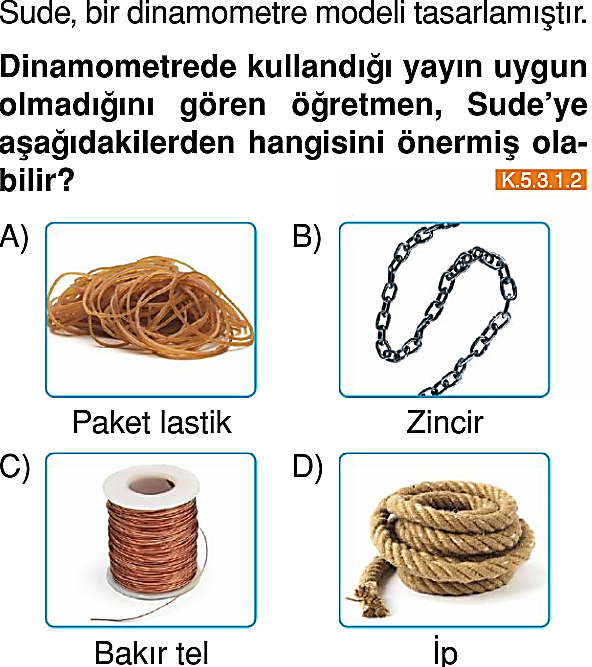 Sude, bir dinamometre modeli tasarlamıştır.
Dinamometrede kullandığı yayın uygun
olmadığını gören öğretmen, Sude’ye
aşağıdakilerden hangisini önermiş ola-
bilir?
K.5.3.1.2
A)
B)
Paket lastik
Zincir
C)
D)
Bakır tel
İp